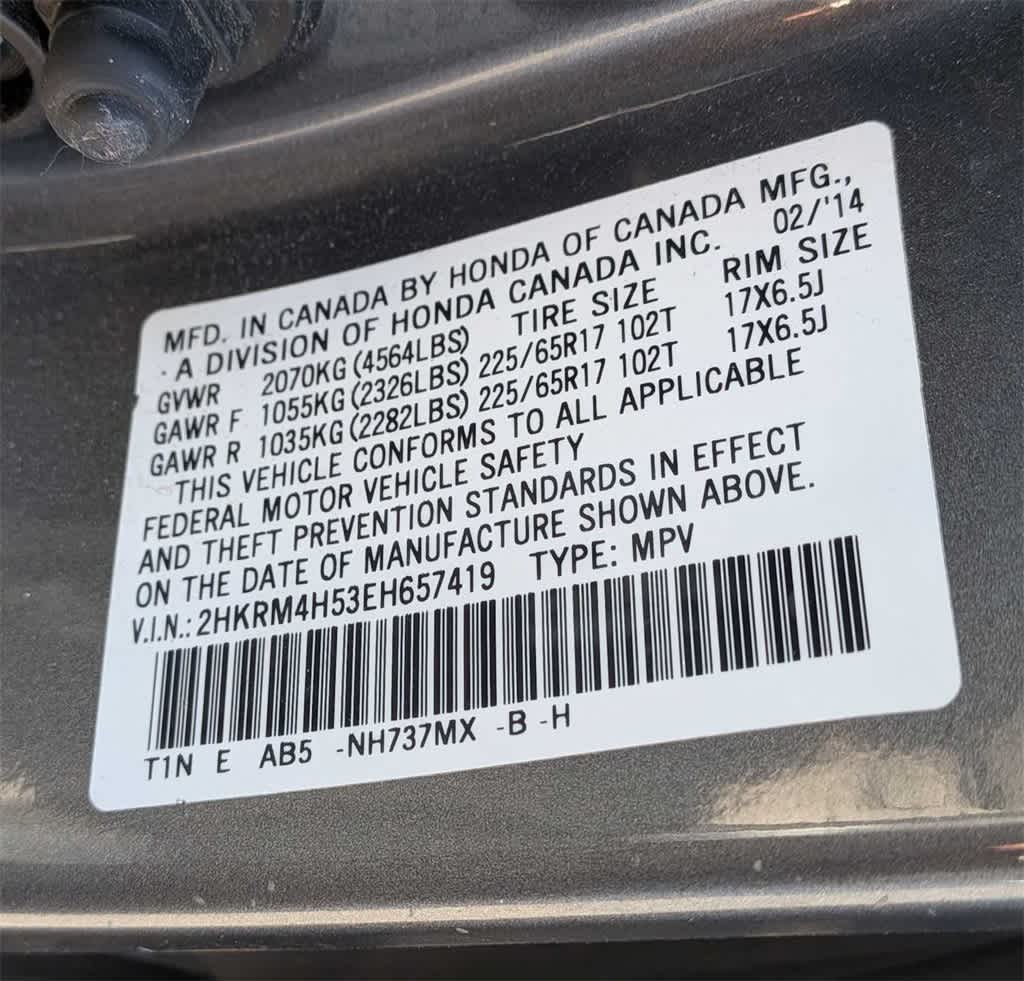 MFD. IN CANADA BY HONDA OF CANADA MFG.,
A DIVISION OF HONDA CANADA INC. 02/'14
GVWR 2070KG (4564LBS) TIRE SIZE RIM SIZE
GAWR F 1055KG (2326LBS) 225/65R17 102T 17X6.5J
GAWR R 1035KG (2282LBS) 225/65R17 102T 17X6.5J
THIS VEHICLE CONFORMS TO ALL APPLICABLE
FEDERAL MOTOR VEHICLE SAFETY
AND THEFT PREVENTION STANDARDS IN EFFECT
ON THE DATE OF MANUFACTURE SHOWN ABOVE.
V.I.N.: 2HKRM4H53EH657419 TYPE: MPV
T1N E AB5 -NH737MX -B -H